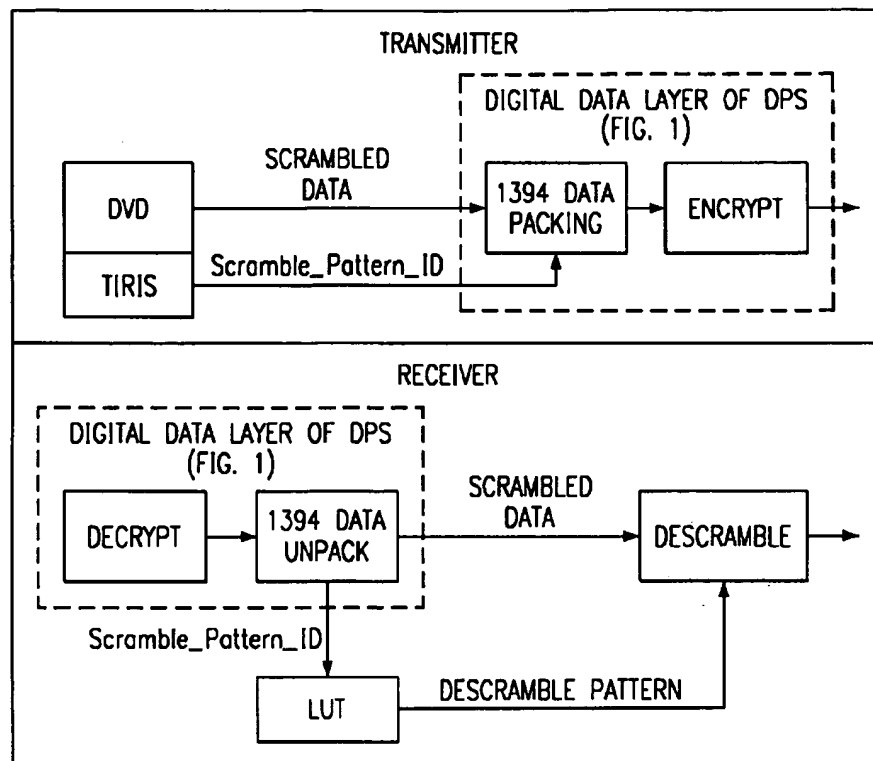 TRANSMITTER
DIGITAL DATA LAYER OF DPS
(FIG. 1)
SCRAMBLED
DATA
DVD
1394 DATA
PACKING
ENCRYPT
TIRIS
Scramble_Pattern_ID
RECEIVER
DIGITAL DATA LAYER OF DPS
(FIG. 1)
DECRYPT
1394 DATA
UNPACK
SCRAMBLED
DATA
DESCRAMBLE
Scramble_Pattern_ID
LUT
DESCRAMBLE PATTERN